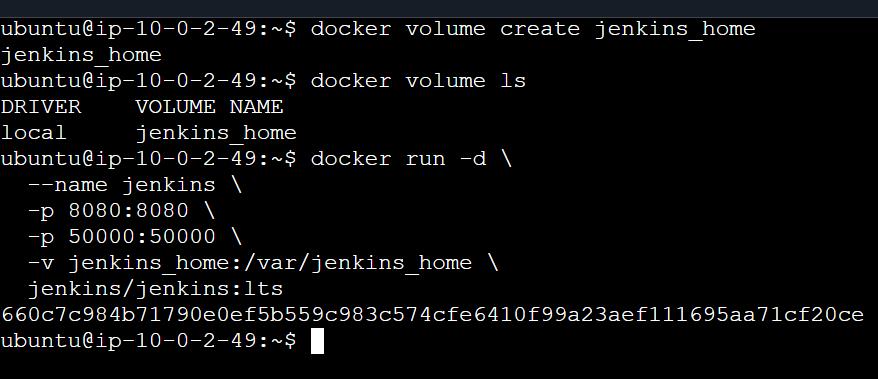 ubuntu@ip-10-0-2-49:~$ docker volume create jenkins_home
jenkins_home
ubuntu@ip-10-0-2-49:~$ docker volume ls
DRIVER    VOLUME NAME
local     jenkins_home
ubuntu@ip-10-0-2-49:~$ docker run -d \
  --name jenkins \
  -p 8080:8080 \
  -p 50000:50000 \
  -v jenkins_home:/var/jenkins_home \
  jenkins/jenkins:lts
660c7c984b71790e0ef5b559c983c574cfe6410f99a23aef111695aa71cf20ce
ubuntu@ip-10-0-2-49:~$